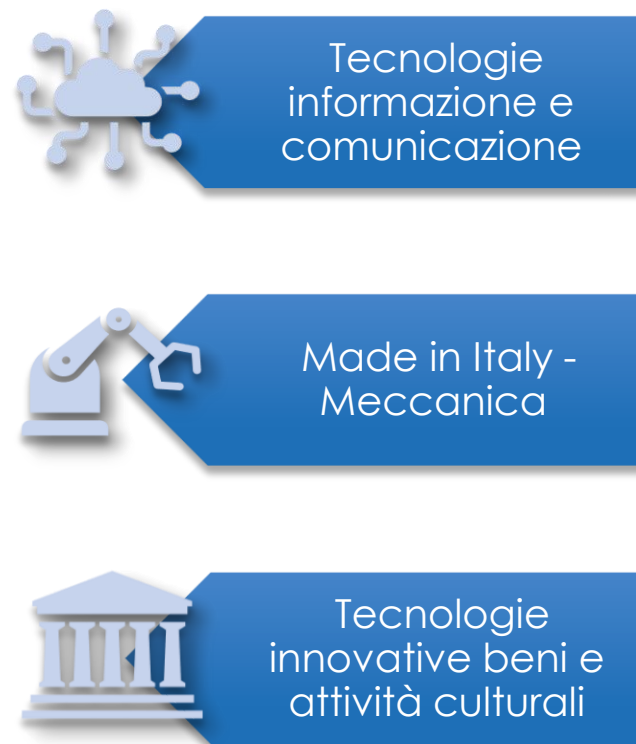 Tecnologie
informazione e
comunicazione
Made in Italy -
Meccanica
Tecnologie
innovative beni e
attività culturali